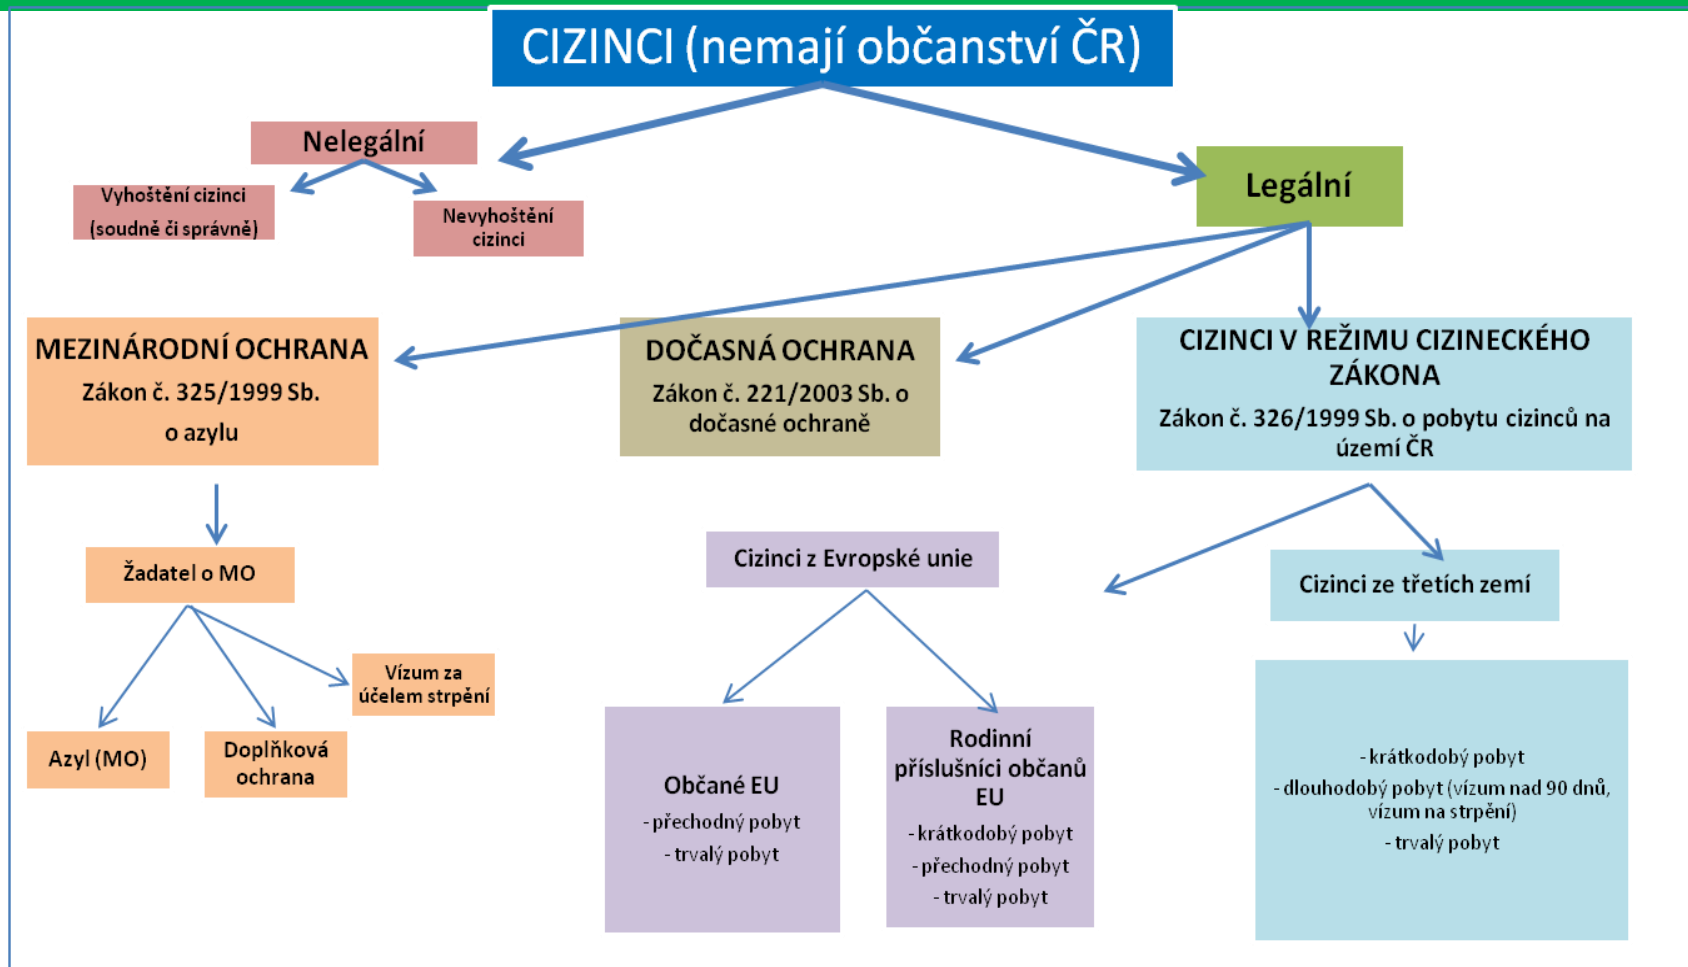 CIZINCI (nemají občanství ČR)
Nelegální
Vyhoštění cizinci
(soudně či správně)
Nevyhoštění
cizinci
Legální
MEZINÁRODNÍ OCHRANA
Zákon č. 325/1999 Sb.
o azylu
DOČASNÁ OCHRANA
Zákon č. 221/2003 Sb. o
dočasné ochraně
CIZINCI V REŽIMU CIZINECKÉHO
ZÁKONA
Zákon č. 326/1999 Sb. o pobytu cizinců na
území ČR
Žadatel o MO
Vízum za
účelem strpění
Azyl (MO)
Doplňková
ochrana
Cizinci z Evropské unie
Občané EU
- přechodný pobyt
- trvalý pobyt
Rodinní
příslušníci občanů
EU
- krátkodobý pobyt
- přechodný pobyt
- trvalý pobyt
Cizinci ze třetích zemí
- krátkodobý pobyt
- dlouhodobý pobyt (vízum nad 90 dnů,
vízum na strpění)
- trvalý pobyt